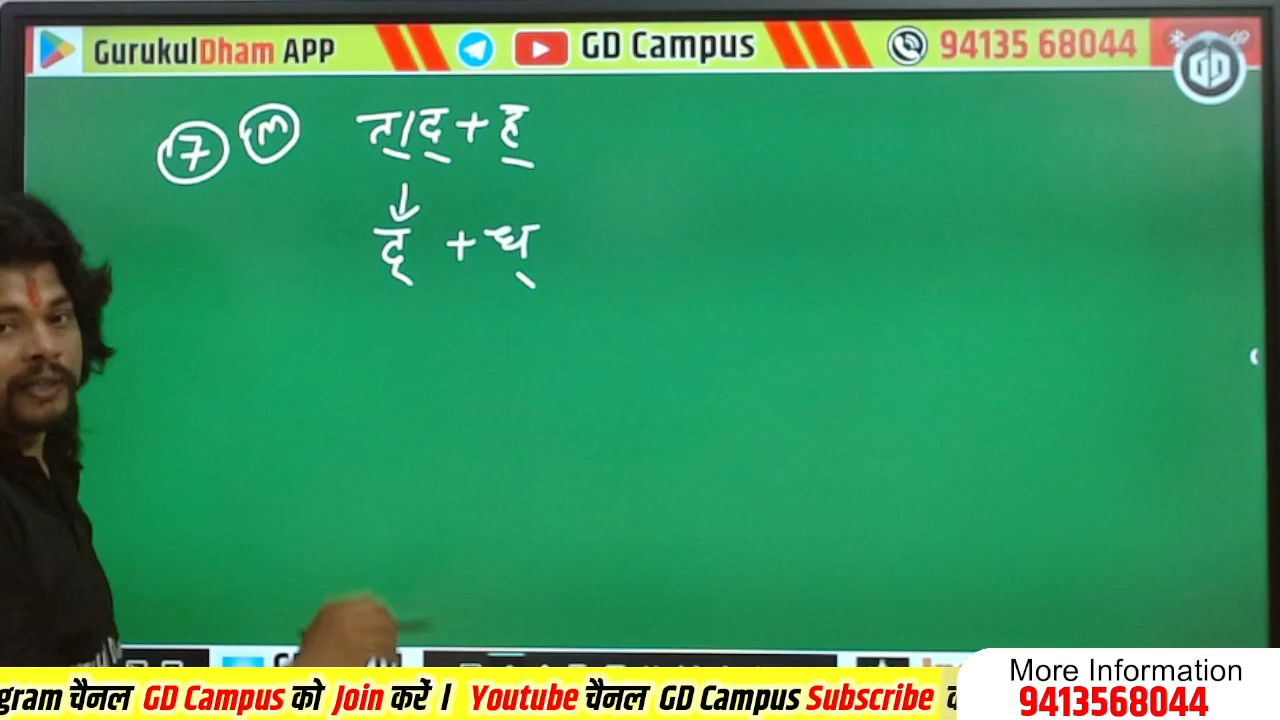 GurukulDham APP GD Campus 94135 68044
7 m त्/द् + ह
द् + ध्
gram चैनल GD Campus को Join करें । Youtube चैनल GD Campus Subscribe
More Information
9413568044